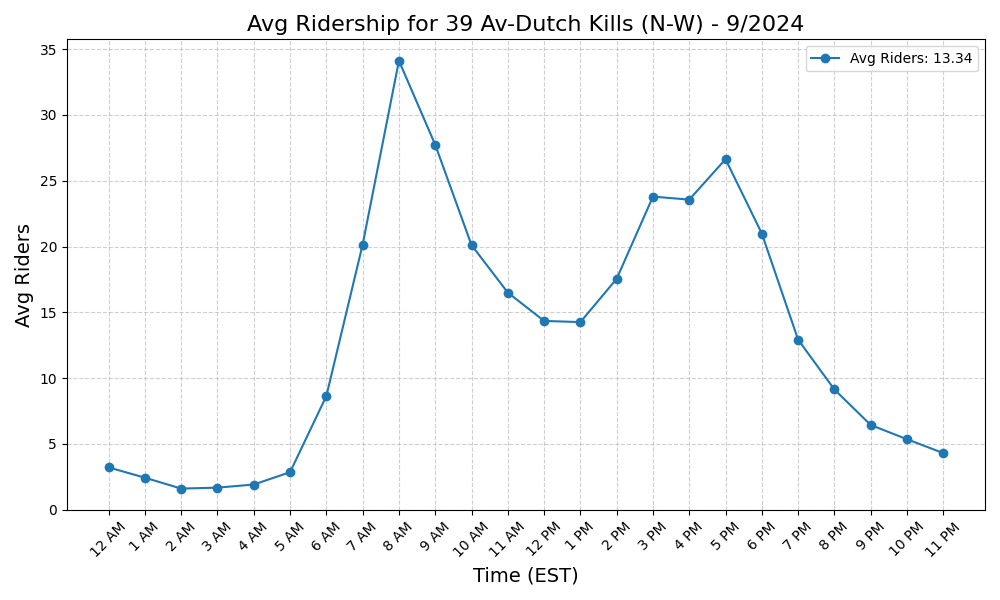 Avg Ridership for 39 Av-Dutch Kills (N-W) - 9/2024
Avg Riders: 13.34
Avg Riders
35
30
25
20
15
10
5
0
12 AM
1 AM
2 AM
3 AM
4 AM
5 AM
6 AM
7 AM
8 AM
9 AM
10 AM
11 AM
12 PM
1 PM
2 PM
3 PM
4 PM
5 PM
6 PM
7 PM
8 PM
9 PM
10 PM
11 PM
Time (EST)